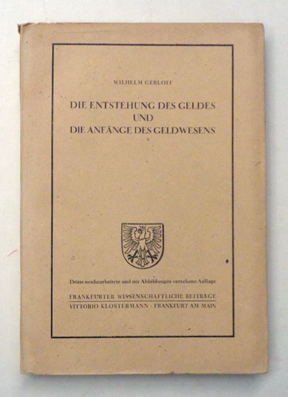 WILHELM GERLOFF
DIE ENTSTEHUNG DES GELDES
UND
DIE ANFÄNGE DES GELDWESENS
Dritte neubearbeitete und mit Abbildungen versehene Auflage
FRANKFURTER WISSENSCHAFTLICHE BEITRÄGE
VITTORIO KLOSTERMANN · FRANKFURT AM MAIN